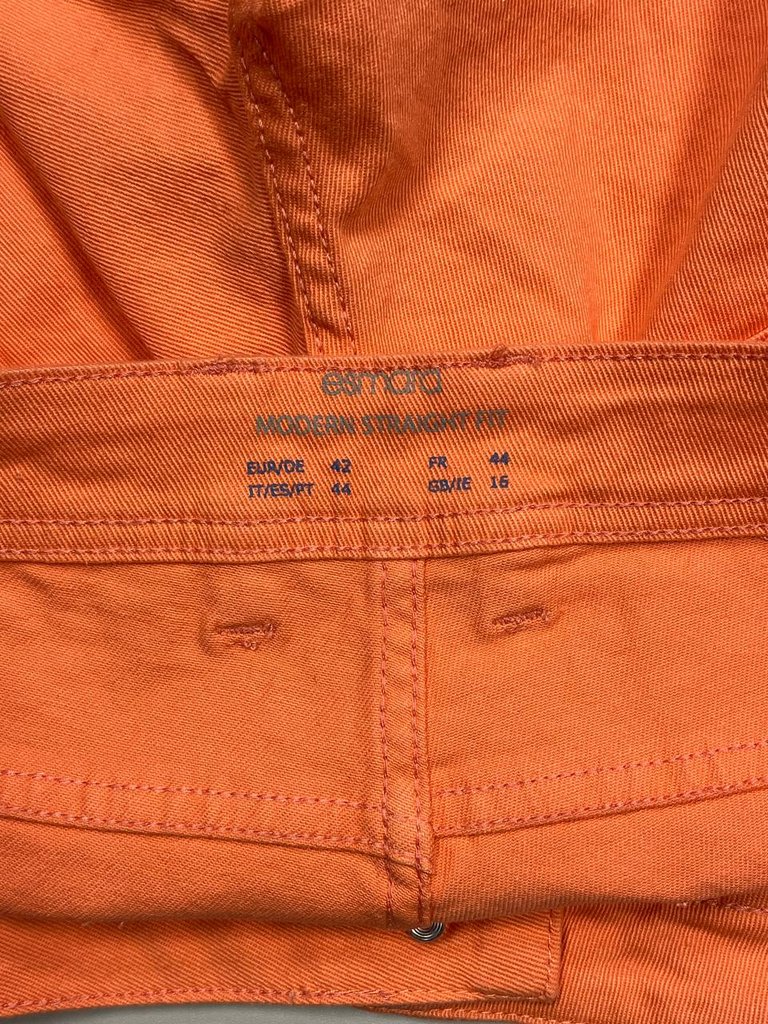 esmara
MODERN STRAIGHT FIT
EUR/DE 42 FR 44
IT/ES/PT 44 GB/IE 16